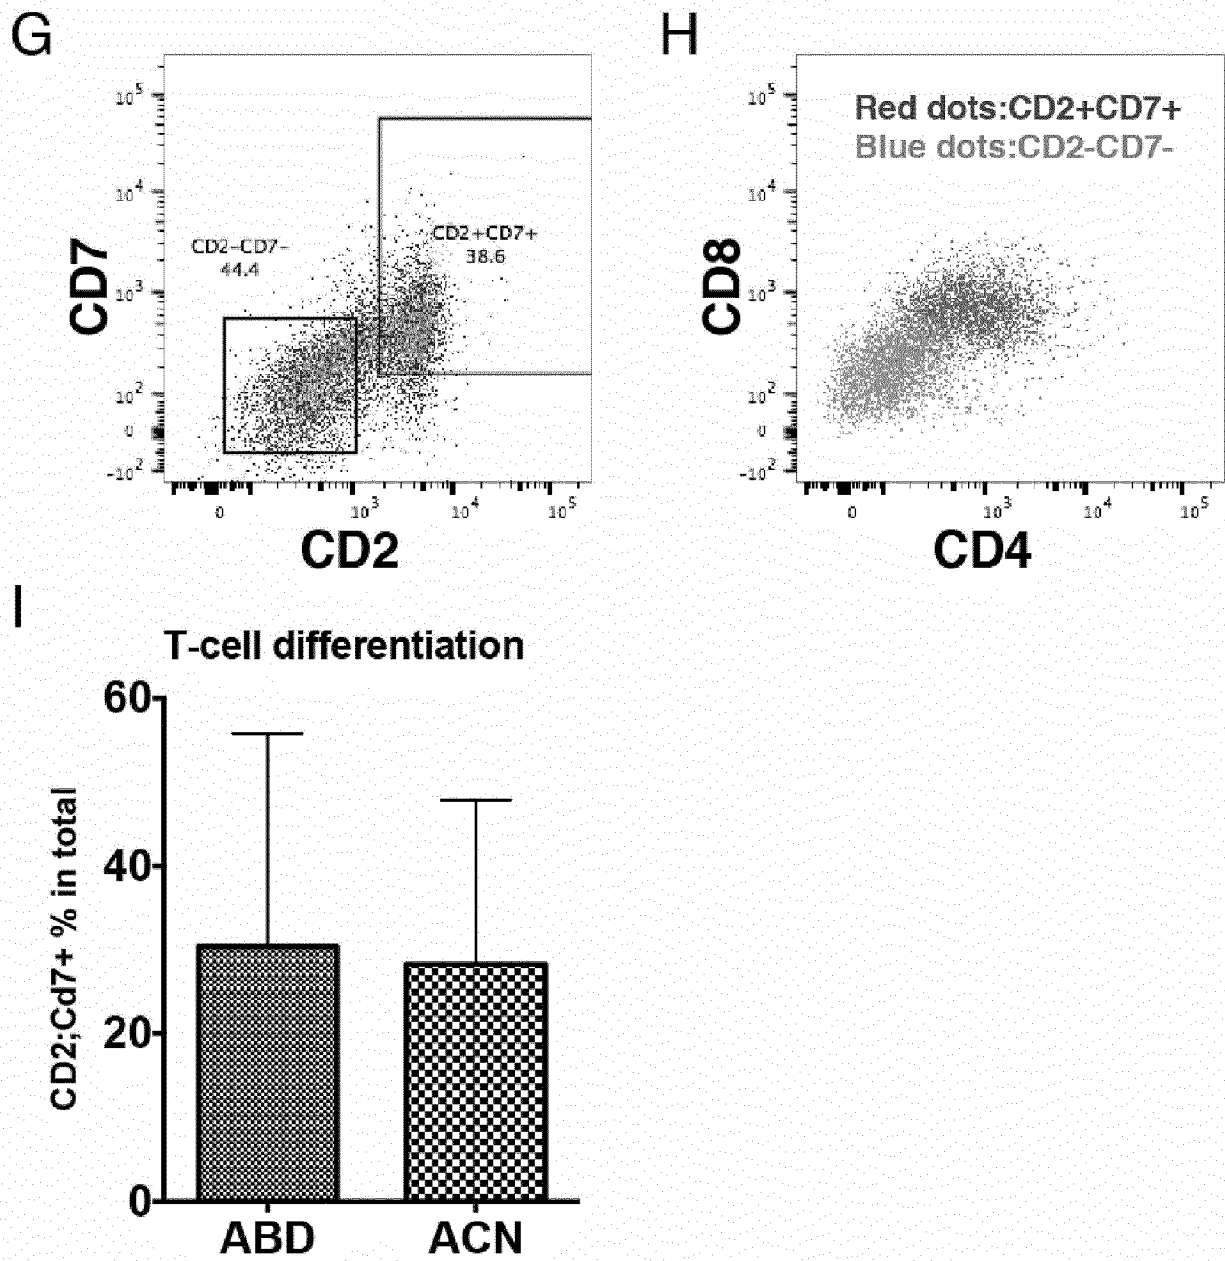 G
10^5
10^4
10^3
10^2
0
-10^2
CD7
CD2-CD7-
44.4
CD2+CD7+
38.6
0
10^3
10^4
10^5
CD2
H
10^5
10^4
10^3
10^2
0
-10^2
CD8
Red dots:CD2+CD7+
Blue dots:CD2-CD7-
0
10^3
10^4
10^5
CD4
I
T-cell differentiation
60
40
20
0
CD2;Cd7+ % in total
ABD
ACN